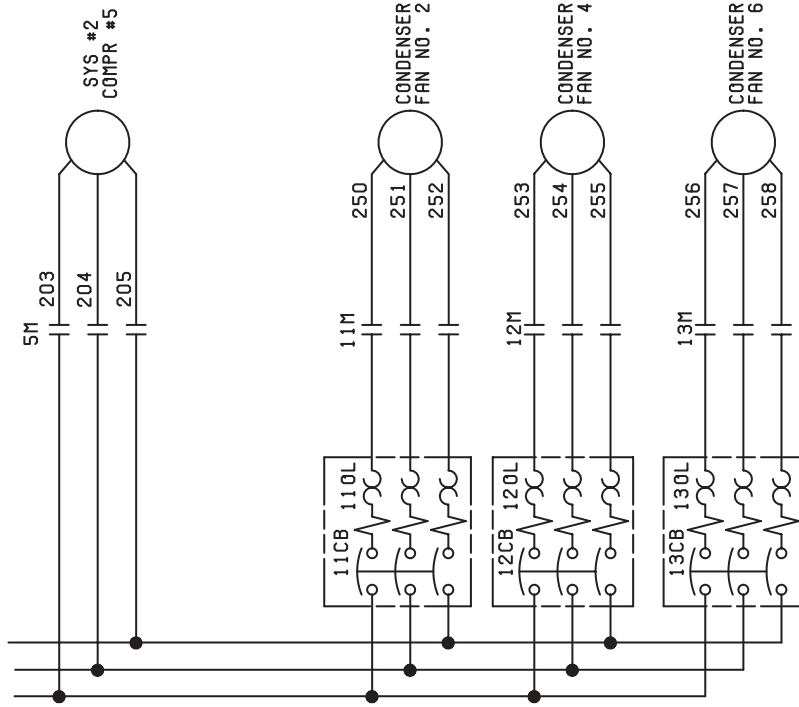 SYS #2
COMPR #5
CONDENSER
FAN NO. 2
CONDENSER
FAN NO. 4
CONDENSER
FAN NO. 6
203
204
205
250
251
252
253
254
255
256
257
258
5M
11M
12M
13M
11OL
12OL
13OL
11CB
12CB
13CB